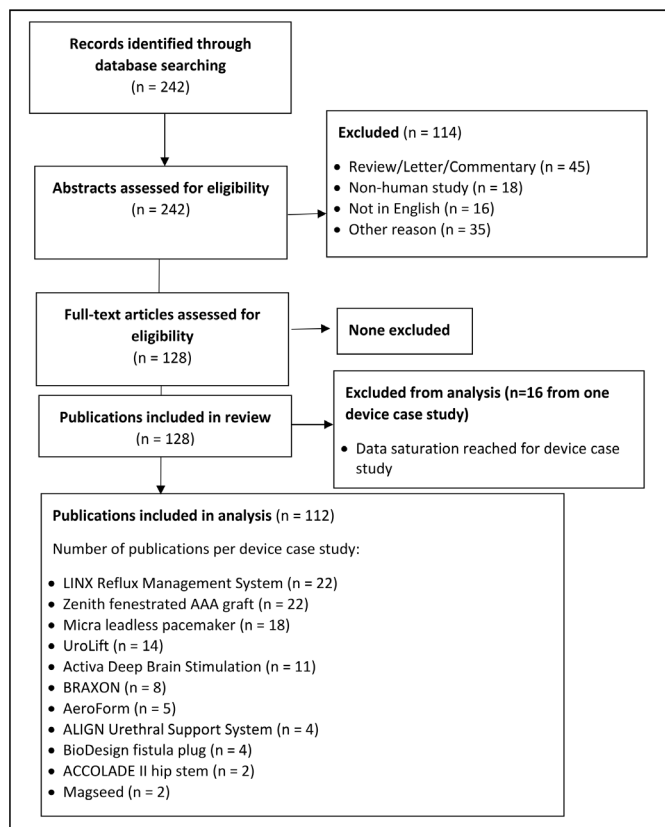 Records identified through
database searching
(n = 242)
Excluded (n = 114)
• Review/Letter/Commentary (n = 45)
• Non-human study (n = 18)
• Not in English (n = 16)
• Other reason (n = 35)
Abstracts assessed for eligibility
(n = 242)
Full-text articles assessed for
eligibility
(n = 128)
None excluded
Publications included in review
(n = 128)
Excluded from analysis (n=16 from one
device case study)
• Data saturation reached for device case
study
Publications included in analysis (n = 112)
Number of publications per device case study:
• LINX Reflux Management System (n = 22)
• Zenith fenestrated AAA graft (n = 22)
• Micra leadless pacemaker (n = 18)
• UroLift (n = 14)
• Activa Deep Brain Stimulation (n = 11)
• BRAXON (n = 8)
• AeroForm (n = 5)
• ALIGN Urethral Support System (n = 4)
• BioDesign fistula plug (n = 4)
• ACCOLADE II hip stem (n = 2)
• Magseed (n = 2)